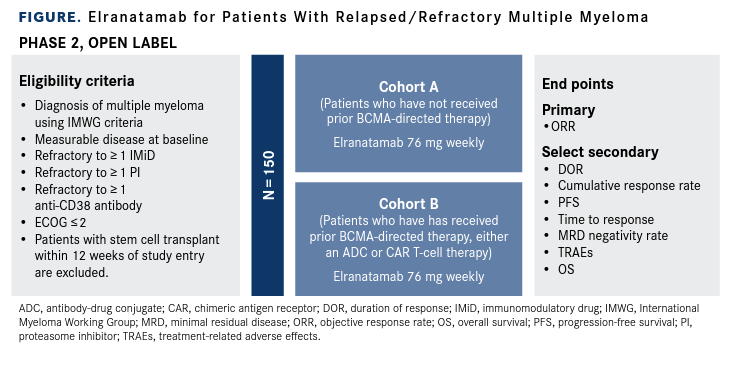 FIGURE. Elranatamab for Patients With Relapsed/Refractory Multiple Myeloma
PHASE 2, OPEN LABEL
Eligibility criteria
• Diagnosis of multiple myeloma
using IMWG criteria
• Measurable disease at baseline
• Refractory to ≥ 1 IMiD
• Refractory to ≥ 1 PI
• Refractory to ≥ 1
anti-CD38 antibody
• ECOG ≤ 2
• Patients with stem cell transplant
within 12 weeks of study entry
are excluded.
N = 150
Cohort A
(Patients who have not received
prior BCMA-directed therapy)
Elranatamab 76 mg weekly
Cohort B
(Patients who have has received
prior BCMA-directed therapy, either
an ADC or CAR T-cell therapy)
Elranatamab 76 mg weekly
End points
Primary
• ORR
Select secondary
• DOR
• Cumulative response rate
• PFS
• Time to response
• MRD negativity rate
• TRAEs
• OS
ADC, antibody-drug conjugate; CAR, chimeric antigen receptor; DOR, duration of response; IMiD, immunomodulatory drug; IMWG, International
Myeloma Working Group; MRD, minimal residual disease; ORR, objective response rate; OS, overall survival; PFS, progression-free survival; PI,
proteasome inhibitor; TRAEs, treatment-related adverse effects.